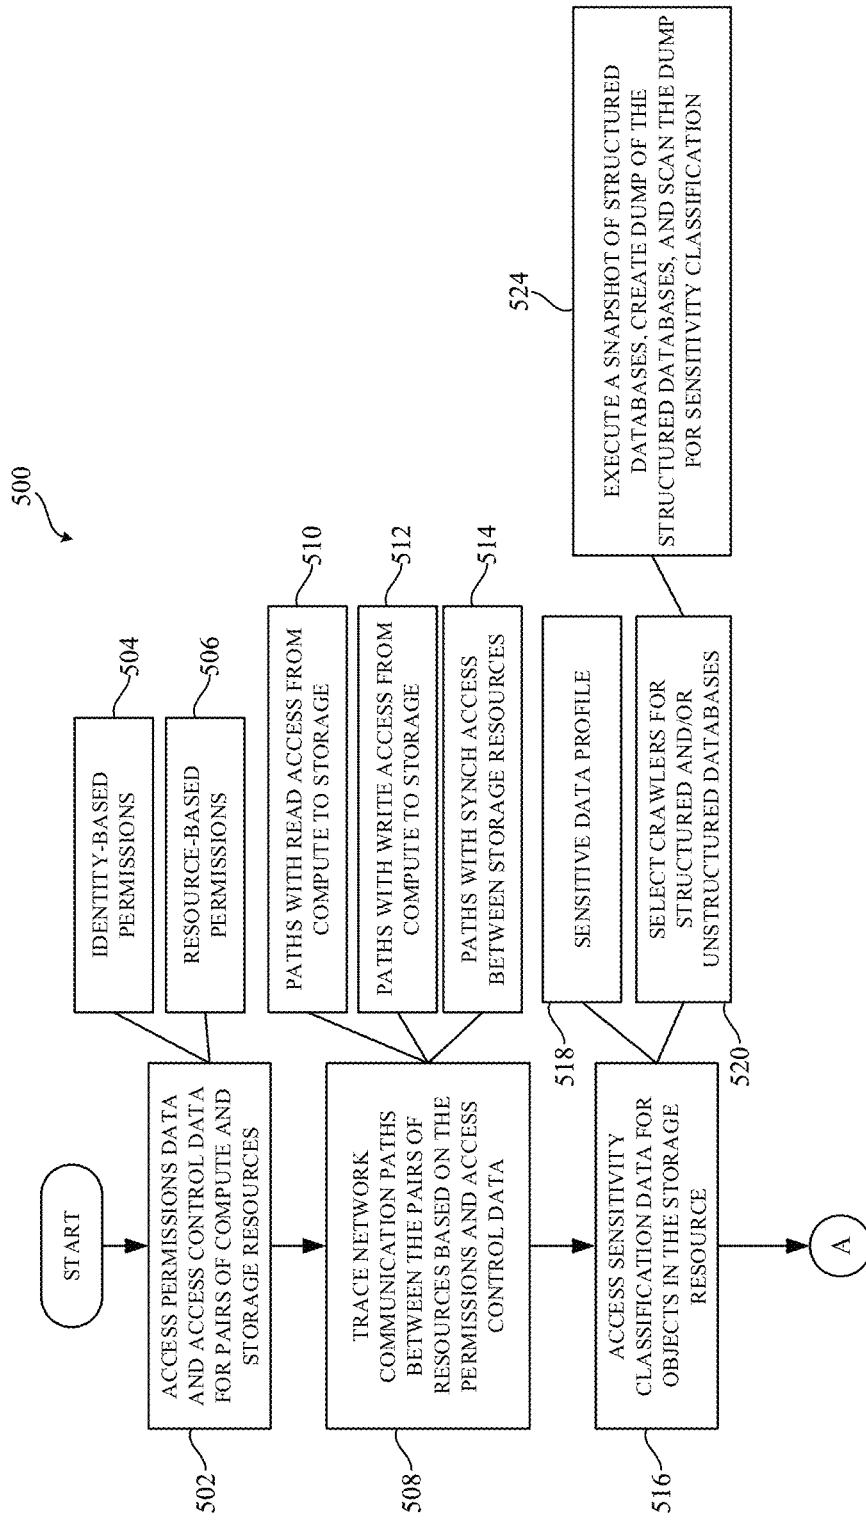 500
START
ACCESS PERMISSIONS DATA
AND ACCESS CONTROL DATA
FOR PAIRS OF COMPUTE AND
STORAGE RESOURCES
502
IDENTITY-BASED
PERMISSIONS
504
RESOURCE-BASED
PERMISSIONS
506
TRACE NETWORK
COMMUNICATION PATHS
BETWEEN THE PAIRS OF
RESOURCES BASED ON THE
PERMISSIONS AND ACCESS
CONTROL DATA
508
PATHS WITH READ ACCESS FROM
COMPUTE TO STORAGE
510
PATHS WITH WRITE ACCESS FROM
COMPUTE TO STORAGE
512
PATHS WITH SYNCH ACCESS
BETWEEN STORAGE RESOURCES
514
ACCESS SENSITIVITY
CLASSIFICATION DATA FOR
OBJECTS IN THE STORAGE
RESOURCE
516
SENSITIVE DATA PROFILE
518
SELECT CRAWLERS FOR
STRUCTURED AND/OR
UNSTRUCTURED DATABASES
520
EXECUTE A SNAPSHOT OF STRUCTURED
DATABASES, CREATE DUMP OF THE
STRUCTURED DATABASES, AND SCAN THE DUMP
FOR SENSITIVITY CLASSIFICATION
524
A